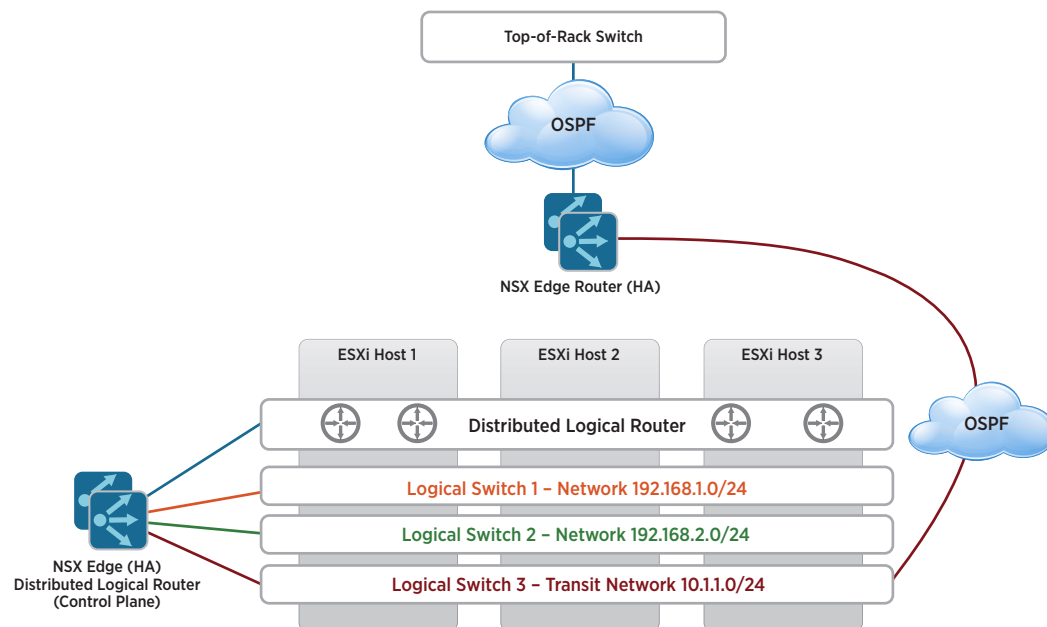 Top-of-Rack Switch
OSPF
NSX Edge Router (HA)
ESXi Host 1
ESXi Host 2
ESXi Host 3
Distributed Logical Router
OSPF
Logical Switch 1 – Network 192.168.1.0/24
Logical Switch 2 – Network 192.168.2.0/24
Logical Switch 3 – Transit Network 10.1.1.0/24
NSX Edge (HA)
Distributed Logical Router
(Control Plane)